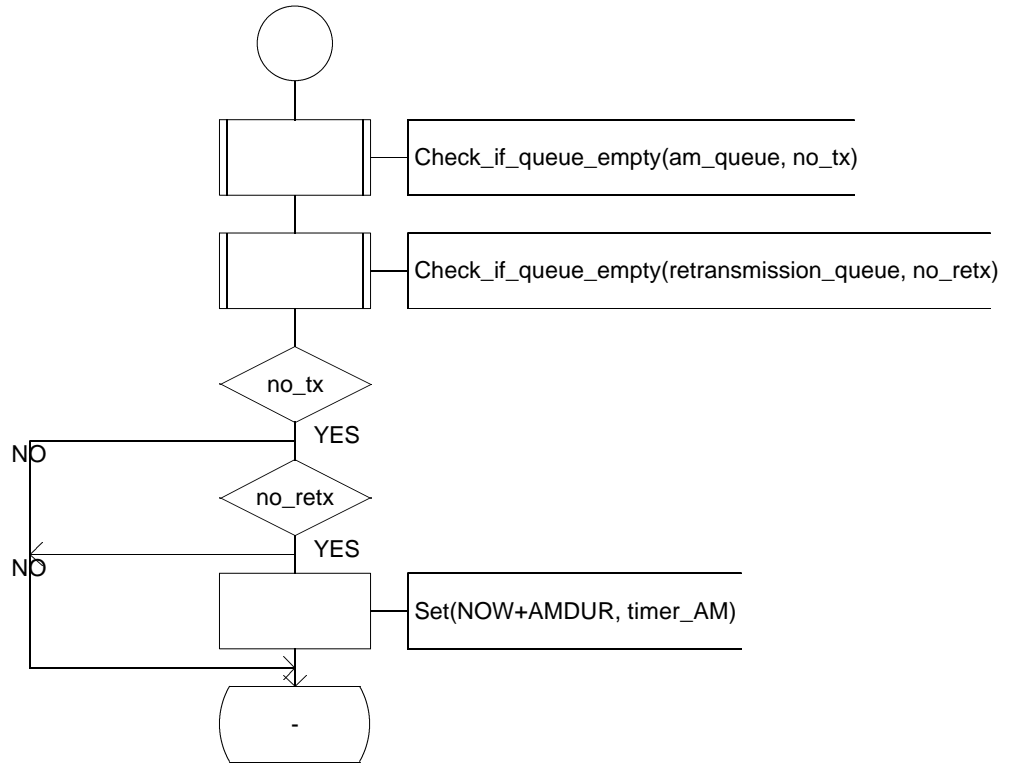 Check_if_queue_empty(am_queue, no_tx)
Check_if_queue_empty(retransmission_queue, no_retx)
no_tx
YES
NO
no_retx
YES
NO
Set(NOW+AMDUR, timer_AM)
-